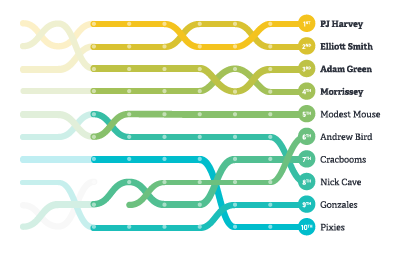 1ST PJ Harvey
2ND Elliott Smith
3RD Adam Green
4TH Morrissey
5TH Modest Mouse
6TH Andrew Bird
7TH Cracbooms
8TH Nick Cave
9TH Gonzales
10TH Pixies